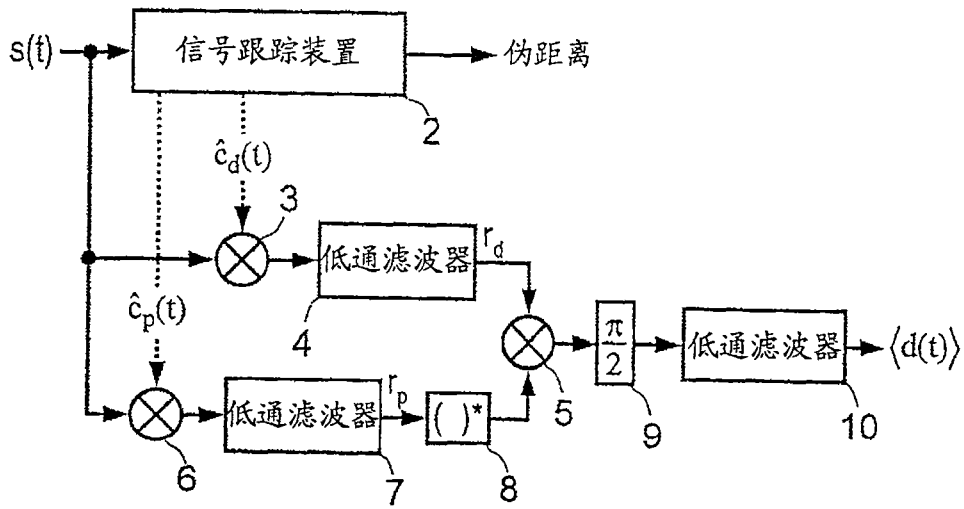 s(t)
信号跟踪装置
伪距离
2
ĉd(t)
3
低通滤波器
rd
4
ĉp(t)
5
π/2
9
低通滤波器
⟨d(t)⟩
10
6
低通滤波器
rp
7
( )*
8